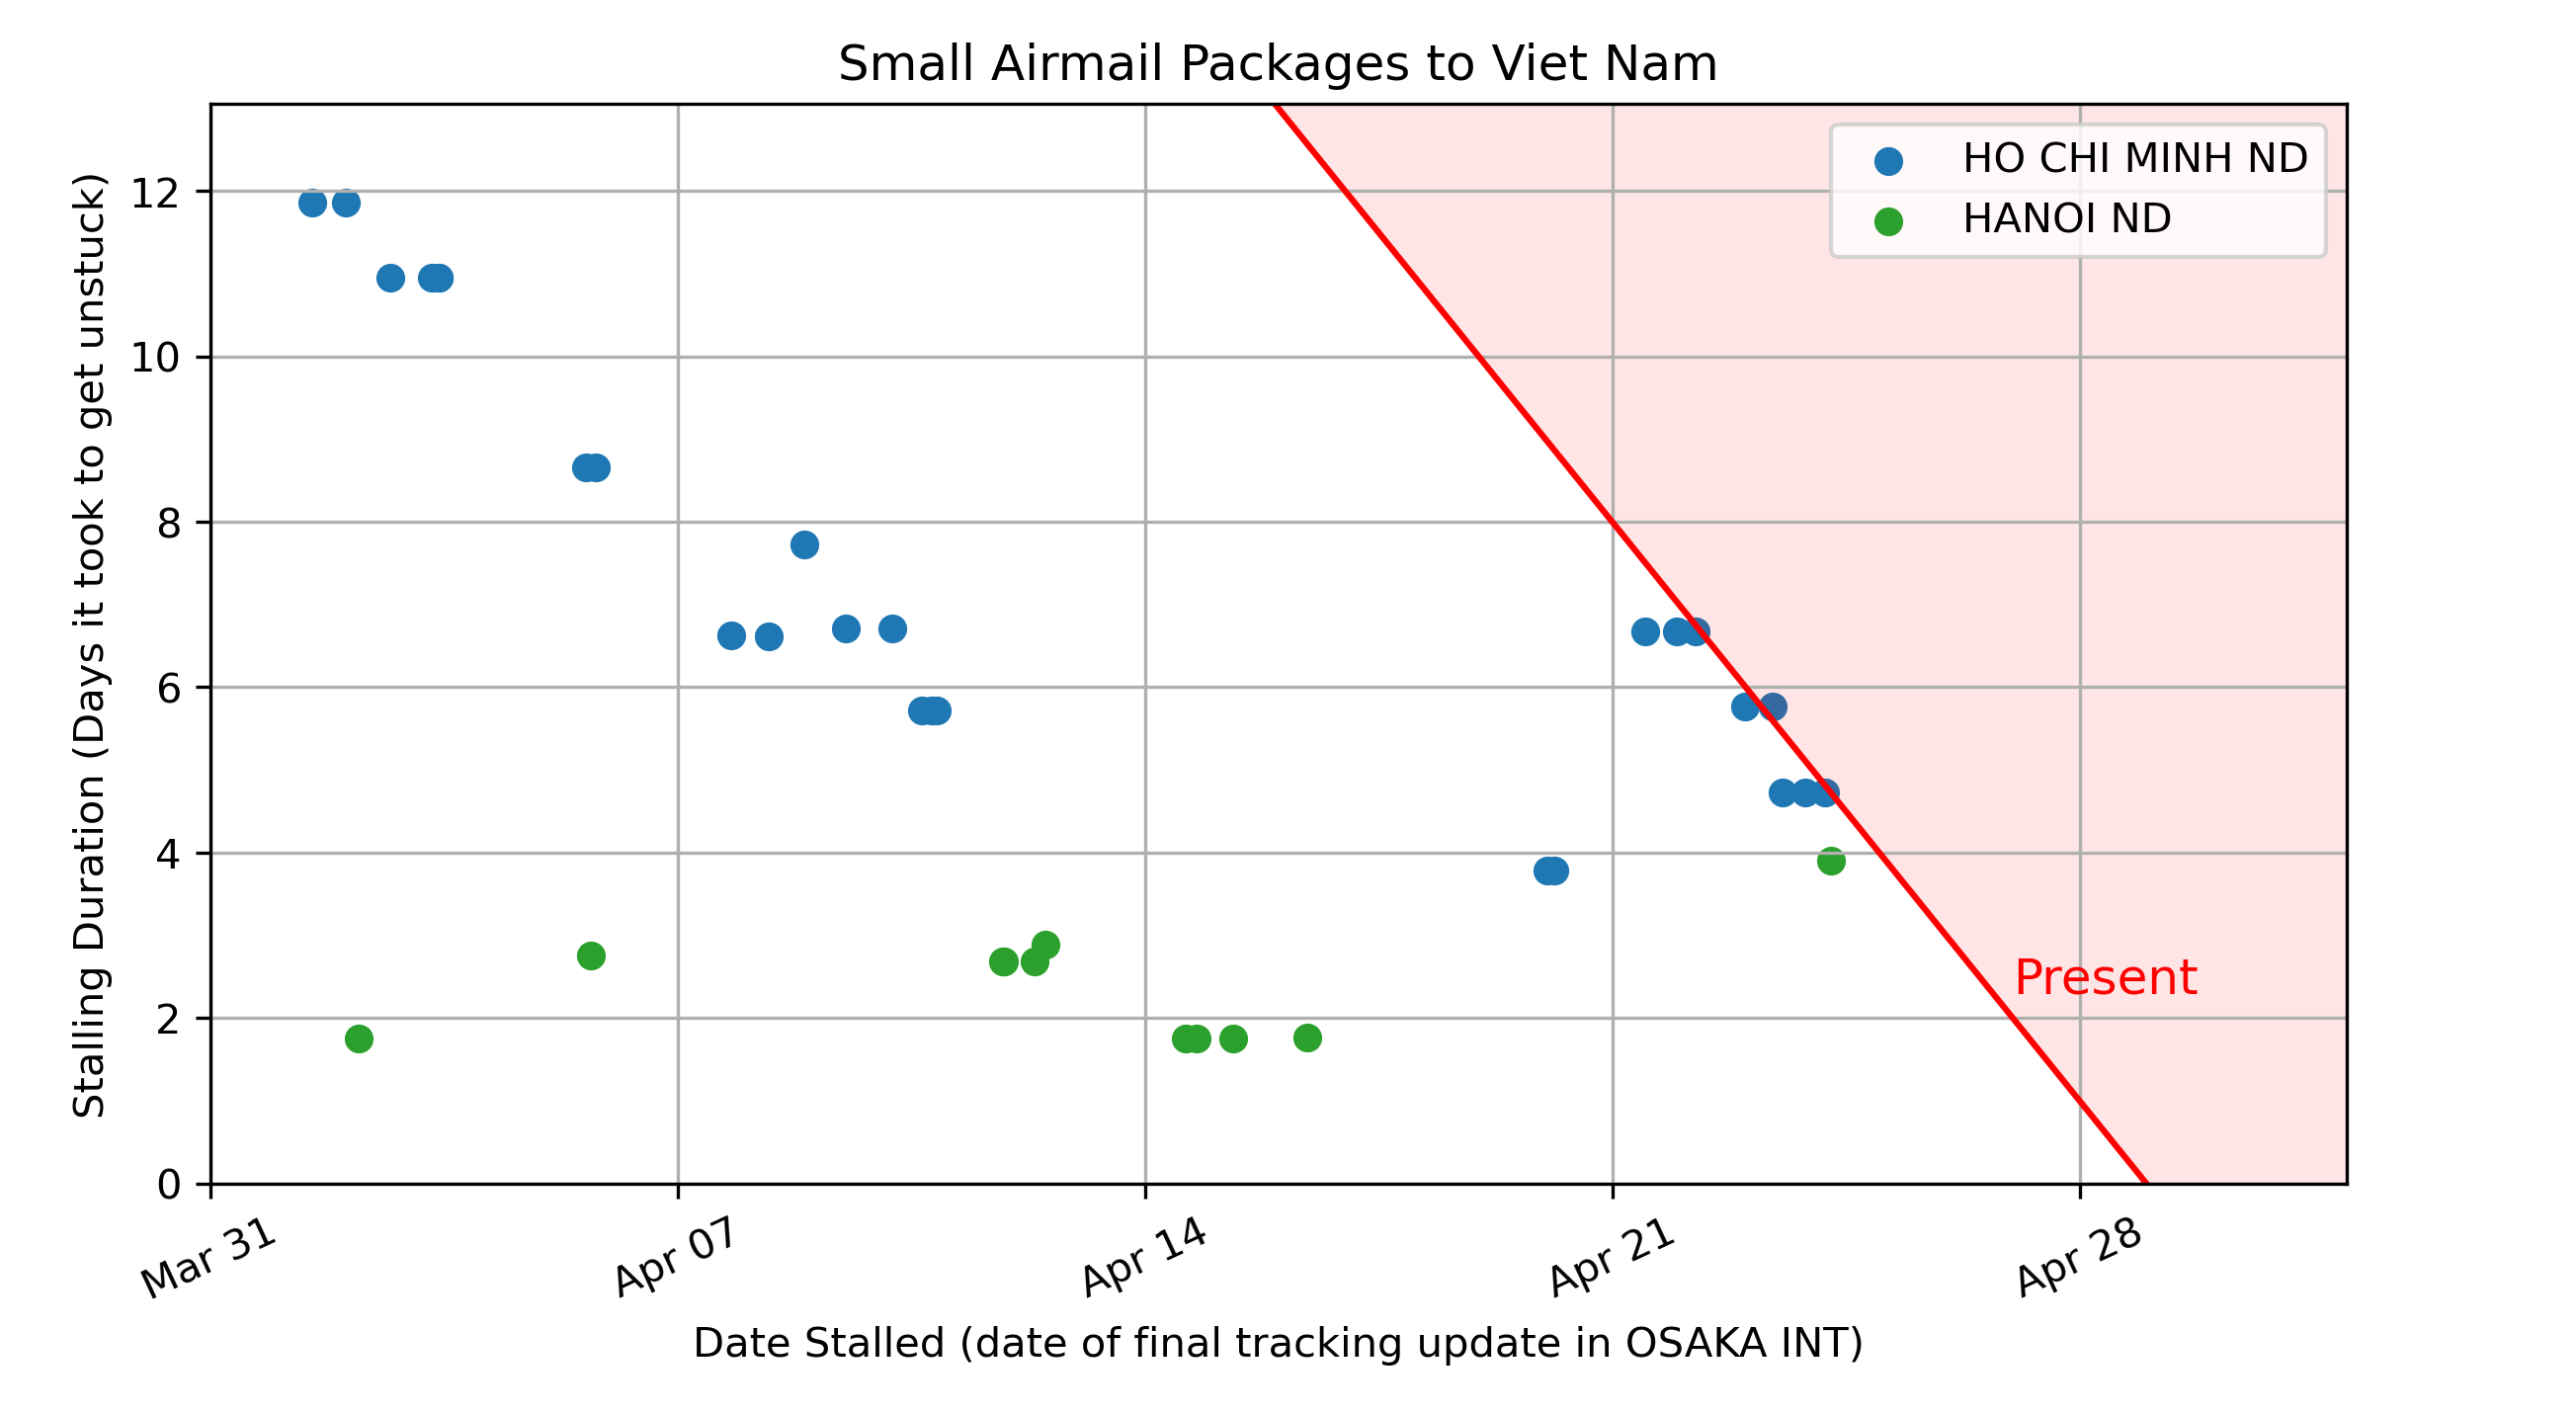 Small Airmail Packages to Viet Nam
HO CHI MINH ND
HANOI ND
Stalling Duration (Days it took to get unstuck)
12
10
8
6
4
2
0
Present
Mar 31
Apr 07
Apr 14
Apr 21
Apr 28
Date Stalled (date of final tracking update in OSAKA INT)